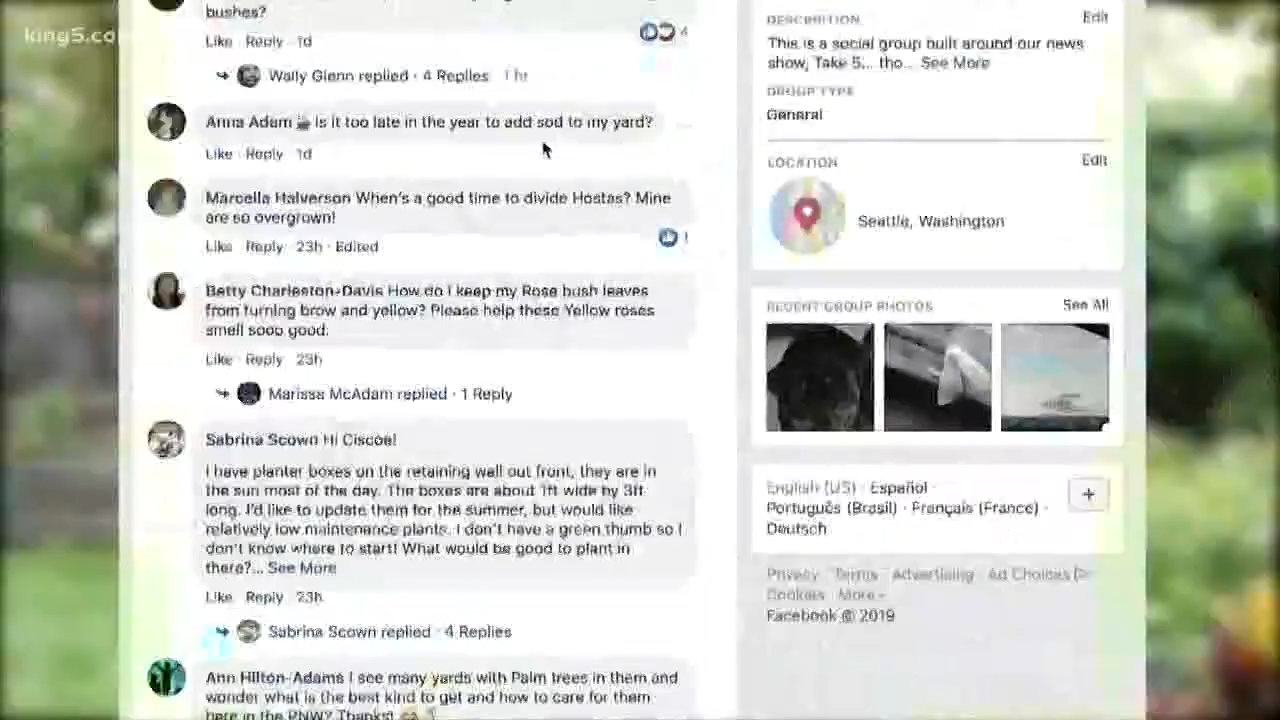 king5.co
bushes?
Like · Reply · 1d
4
Wally Glenn replied · 4 Replies 1 hr
Anna Adam is it too late in the year to add sod to my yard?
Like · Reply · 1d
Marcella Halverson When's a good time to divide Hostas? Mine
are so overgrown!
Like · Reply · 23h · Edited
1
Betty Charleston-Davis How do I keep my Rose bush leaves
from turning brow and yellow? Please help these Yellow roses
smell sooo good.
Like · Reply · 23h
Marissa McAdam replied · 1 Reply
Sabrina Scown Hi Ciscoe!
I have planter boxes on the retaining wall out front, they are in
the sun most of the day. The boxes are about 1ft wide by 3ft
long. I'd like to update them for the summer, but would like
relatively low maintenance plants. I don't have a green thumb so I
don't know where to start! What would be good to plant in
there?... See More
Like · Reply · 23h
Sabrina Scown replied · 4 Replies
Ann Hilton-Adams I see many yards with Palm trees in them and
wonder what is the best kind to get and how to care for them
here in the PNW? Thanks!
DESCRIPTION Edit
This is a social group built around our news
show, Take 5... tho... See More
GROUP TYPE
General
LOCATION Edit
Seattle, Washington
RECENT GROUP PHOTOS See All
English (US) · Español ·
Português (Brasil) · Français (France) ·
Deutsch
+
Privacy · Terms · Advertising · Ad Choices
Cookies · More
Facebook © 2019